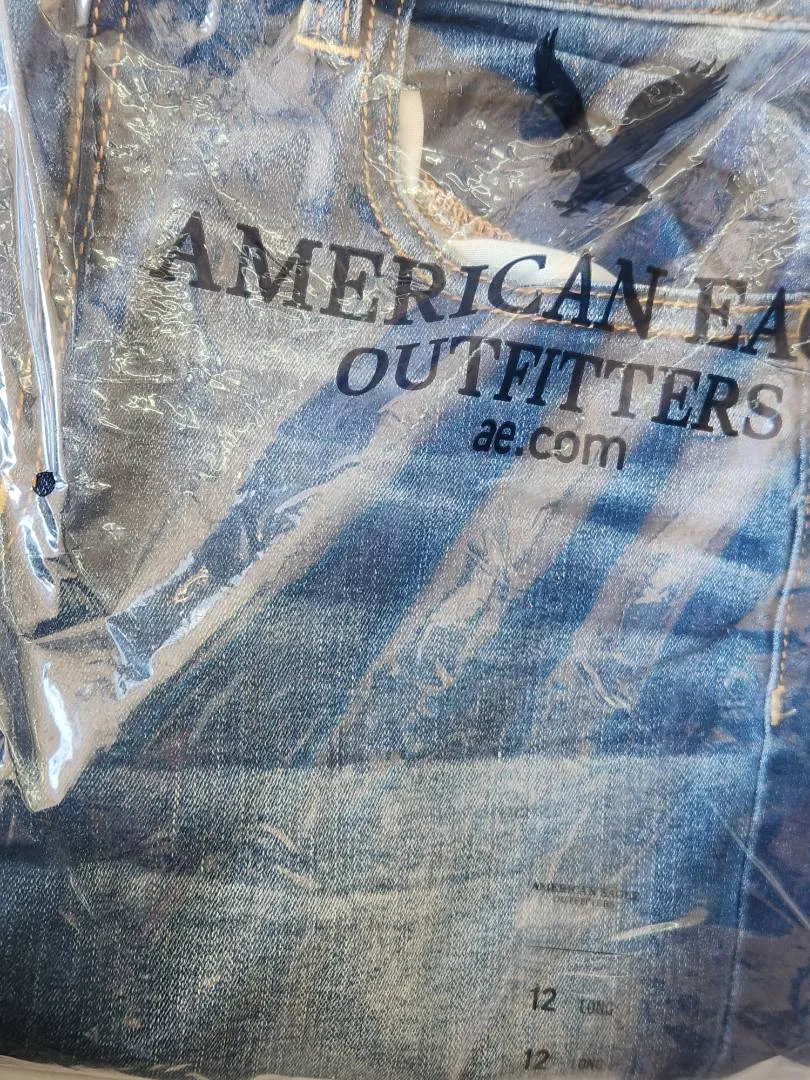 AMERICAN EA
OUTFITTERS
ae.com
AMERICAN EAGLE
OUTFITTERS
12 LONG
12 LONG